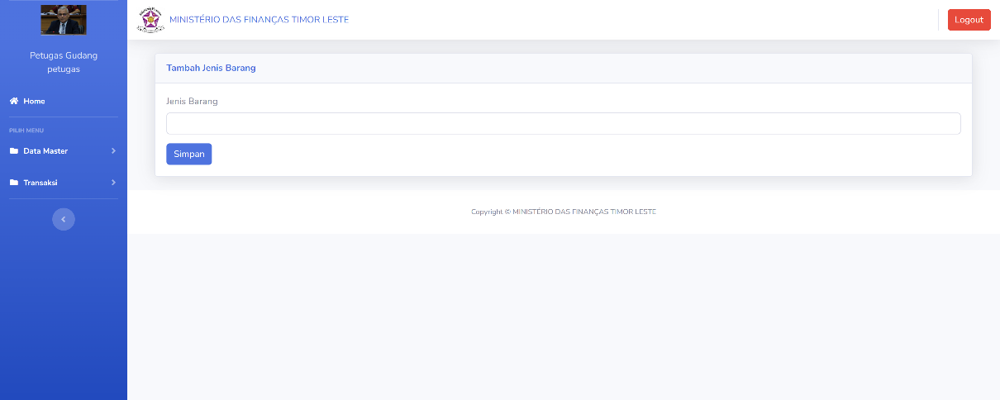 Petugas Gudang
petugas
Home
PILIH MENU
Data Master
Transaksi
MINISTÉRIO DAS FINANÇAS TIMOR LESTE
Logout
Tambah Jenis Barang
Jenis Barang
Simpan
Copyright © MINISTÉRIO DAS FINANÇAS TIMOR LESTE